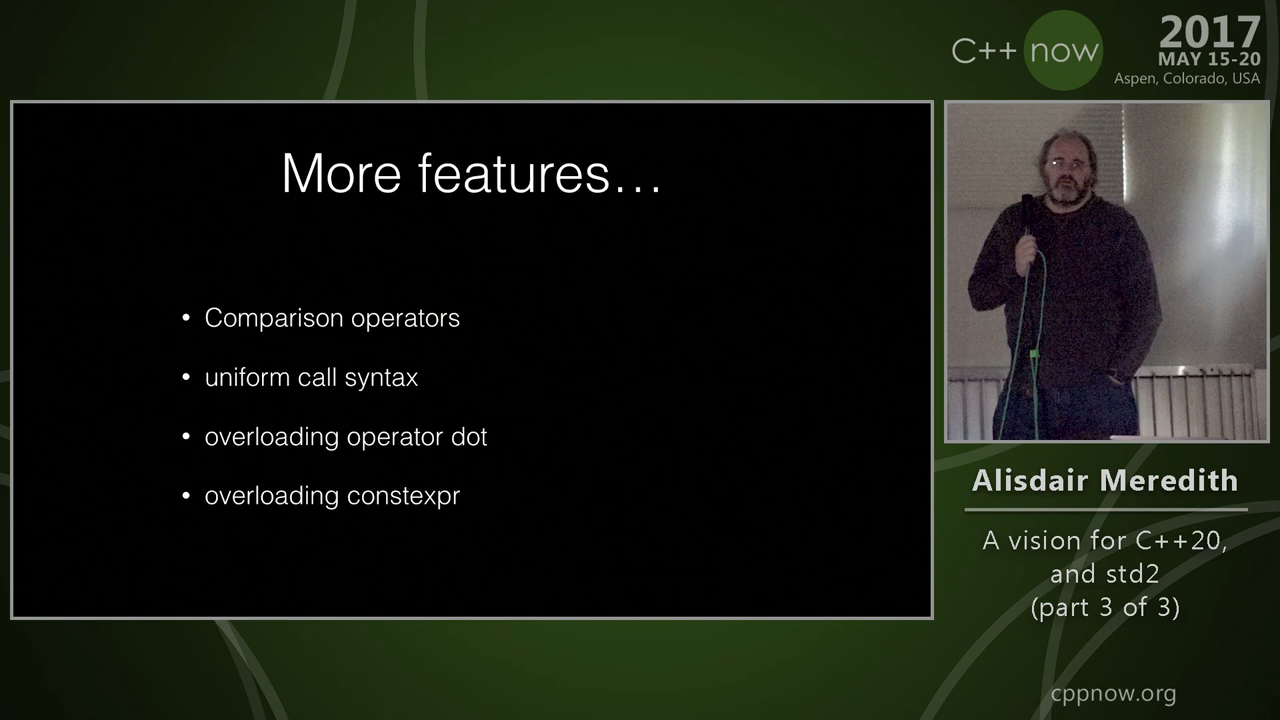 C++ now
2017
MAY 15-20
Aspen, Colorado, USA
More features…
• Comparison operators
• uniform call syntax
• overloading operator dot
• overloading constexpr
Alisdair Meredith
A vision for C++20,
and std2
(part 3 of 3)
cppnow.org